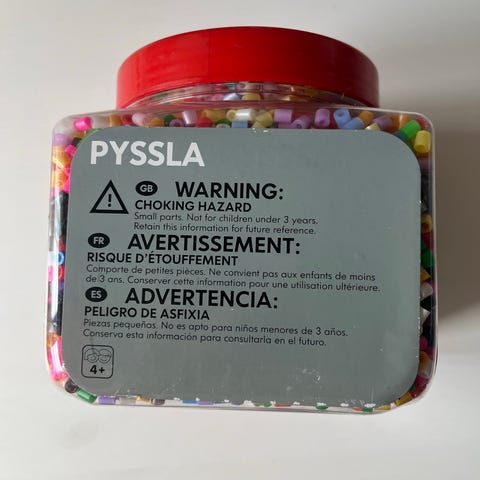 PYSSLA
GB WARNING:
CHOKING HAZARD
Small parts. Not for children under 3 years.
Retain this information for future reference.
FR AVERTISSEMENT:
RISQUE D'ÉTOUFFEMENT
Comporte de petites pièces. Ne convient pas aux enfants de moins
de 3 ans. Conserver cette information pour une utilisation ultérieure.
ES ADVERTENCIA:
PELIGRO DE ASFIXIA
Piezas pequeñas. No es apto para niños menores de 3 años.
Conserva esta información para consultarla en el futuro.
4+